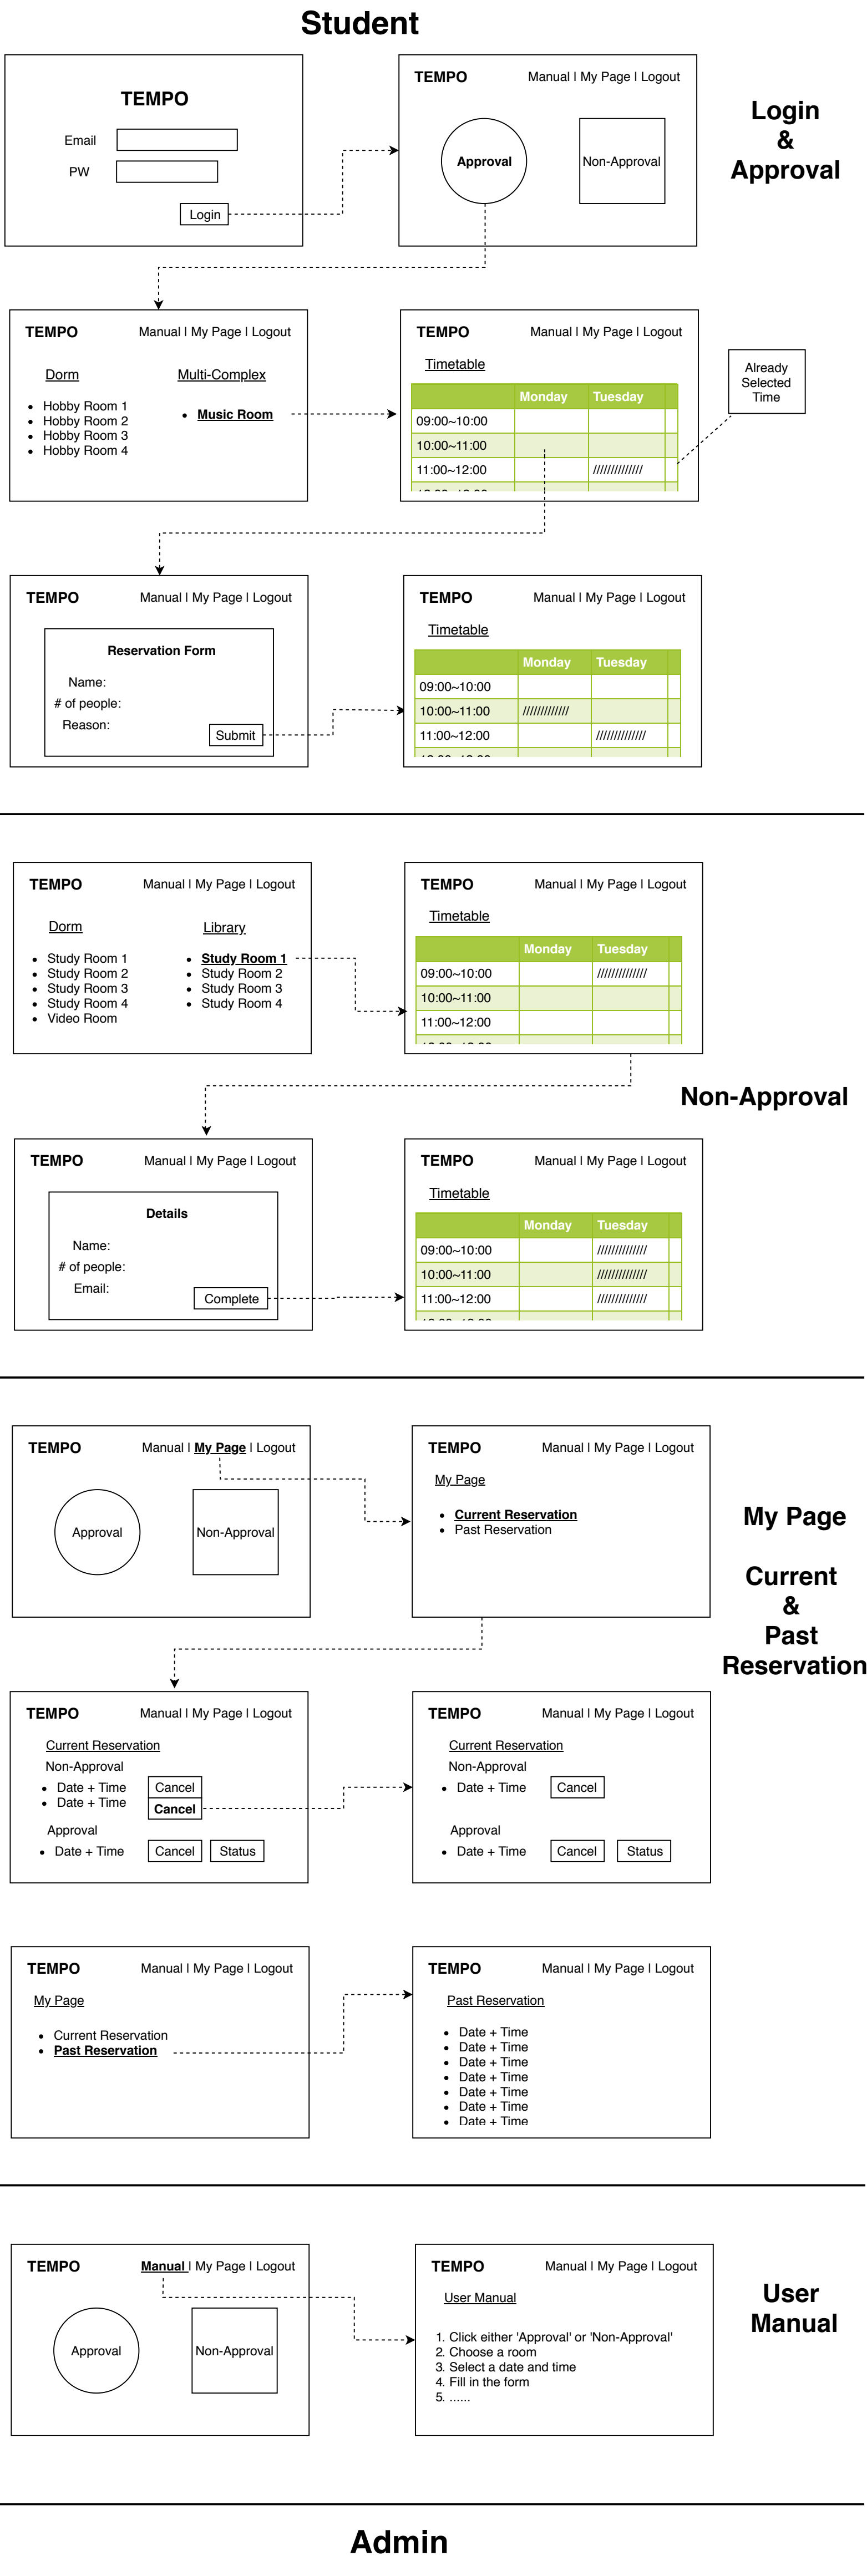 Student
TEMPO
Email
PW
Login
TEMPO
Manual | My Page | Logout
Approval
Non-Approval
Login
&
Approval
TEMPO
Manual | My Page | Logout
Dorm
Multi-Complex
• Hobby Room 1
• Hobby Room 2
• Hobby Room 3
• Hobby Room 4
• Music Room
TEMPO
Manual | My Page | Logout
Timetable
Monday Tuesday
09:00~10:00
10:00~11:00
11:00~12:00 //////////////
Already
Selected
Time
TEMPO
Manual | My Page | Logout
Reservation Form
Name:
# of people:
Reason:
Submit
TEMPO
Manual | My Page | Logout
Timetable
Monday Tuesday
09:00~10:00
10:00~11:00 /////////////
11:00~12:00 //////////////
TEMPO
Manual | My Page | Logout
Dorm
Library
• Study Room 1
• Study Room 2
• Study Room 3
• Study Room 4
• Video Room
• Study Room 1
• Study Room 2
• Study Room 3
• Study Room 4
TEMPO
Manual | My Page | Logout
Timetable
Monday Tuesday
09:00~10:00 //////////////
10:00~11:00
11:00~12:00
Non-Approval
TEMPO
Manual | My Page | Logout
Details
Name:
# of people:
Email:
Complete
TEMPO
Manual | My Page | Logout
Timetable
Monday Tuesday
09:00~10:00 //////////////
10:00~11:00 //////////////
11:00~12:00 //////////////
TEMPO
Manual | My Page | Logout
Approval
Non-Approval
TEMPO
Manual | My Page | Logout
My Page
• Current Reservation
• Past Reservation
My Page
Current
&
Past
Reservation
TEMPO
Manual | My Page | Logout
Current Reservation
Non-Approval
• Date + Time Cancel
• Date + Time Cancel
Approval
• Date + Time Cancel Status
TEMPO
Manual | My Page | Logout
Current Reservation
Non-Approval
• Date + Time Cancel
Approval
• Date + Time Cancel Status
TEMPO
Manual | My Page | Logout
My Page
• Current Reservation
• Past Reservation
TEMPO
Manual | My Page | Logout
Past Reservation
• Date + Time
• Date + Time
• Date + Time
• Date + Time
• Date + Time
• Date + Time
• Date + Time
TEMPO
Manual | My Page | Logout
Approval
Non-Approval
TEMPO
Manual | My Page | Logout
User Manual
1. Click either 'Approval' or 'Non-Approval'
2. Choose a room
3. Select a date and time
4. Fill in the form
5. ......
User
Manual
Admin